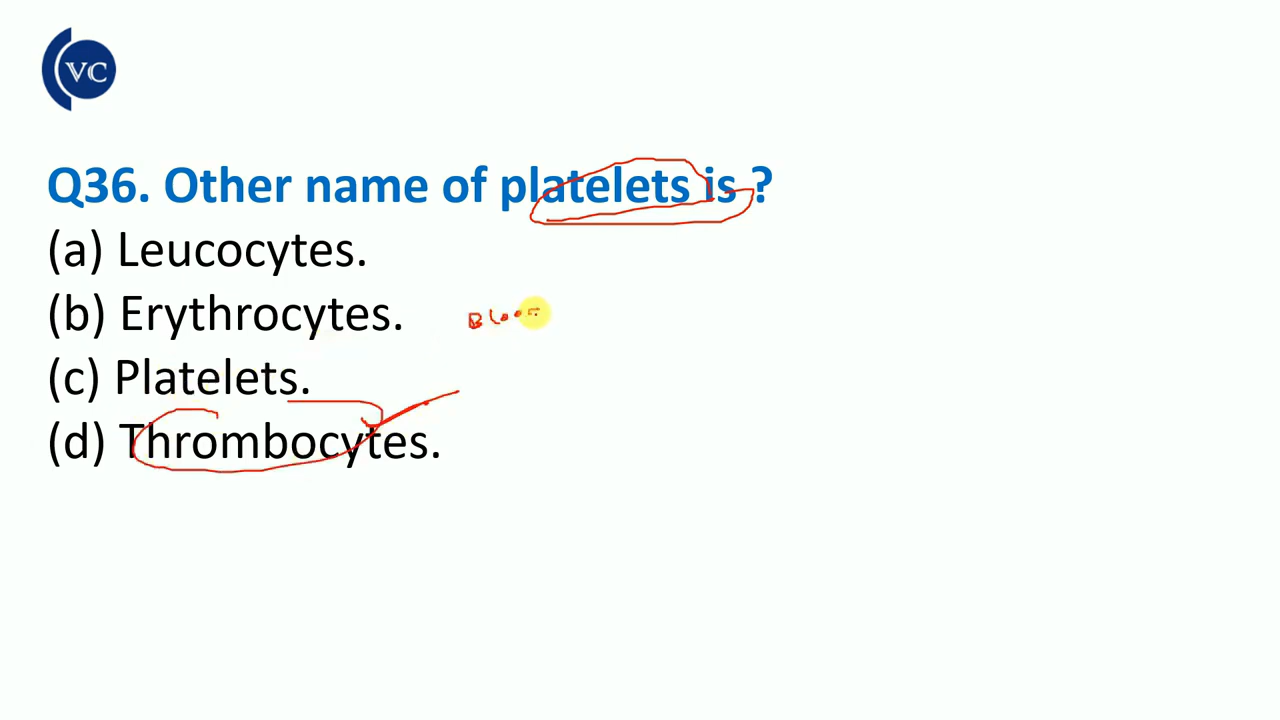 VC
Q36. Other name of platelets is ?
(a) Leucocytes.
(b) Erythrocytes.
(c) Platelets.
(d) Thrombocytes.